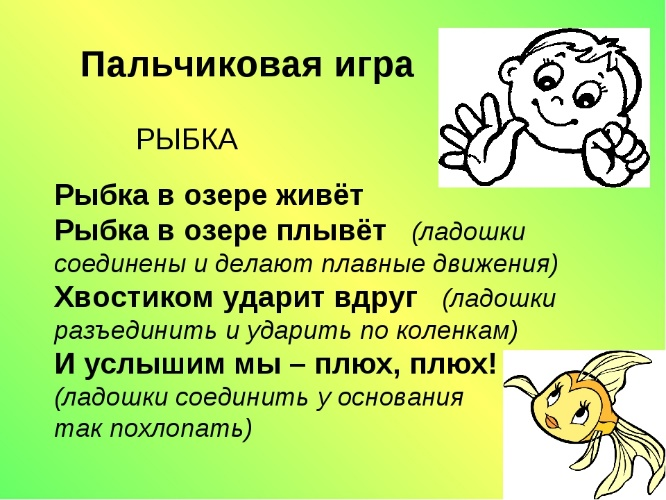 Пальчиковая игра
РЫБКА
Рыбка в озере живёт
Рыбка в озере плывёт (ладошки
соединены и делают плавные движения)
Хвостиком ударит вдруг (ладошки
разъединить и ударить по коленкам)
И услышим мы – плюх, плюх!
(ладошки соединить у основания
так похлопать)